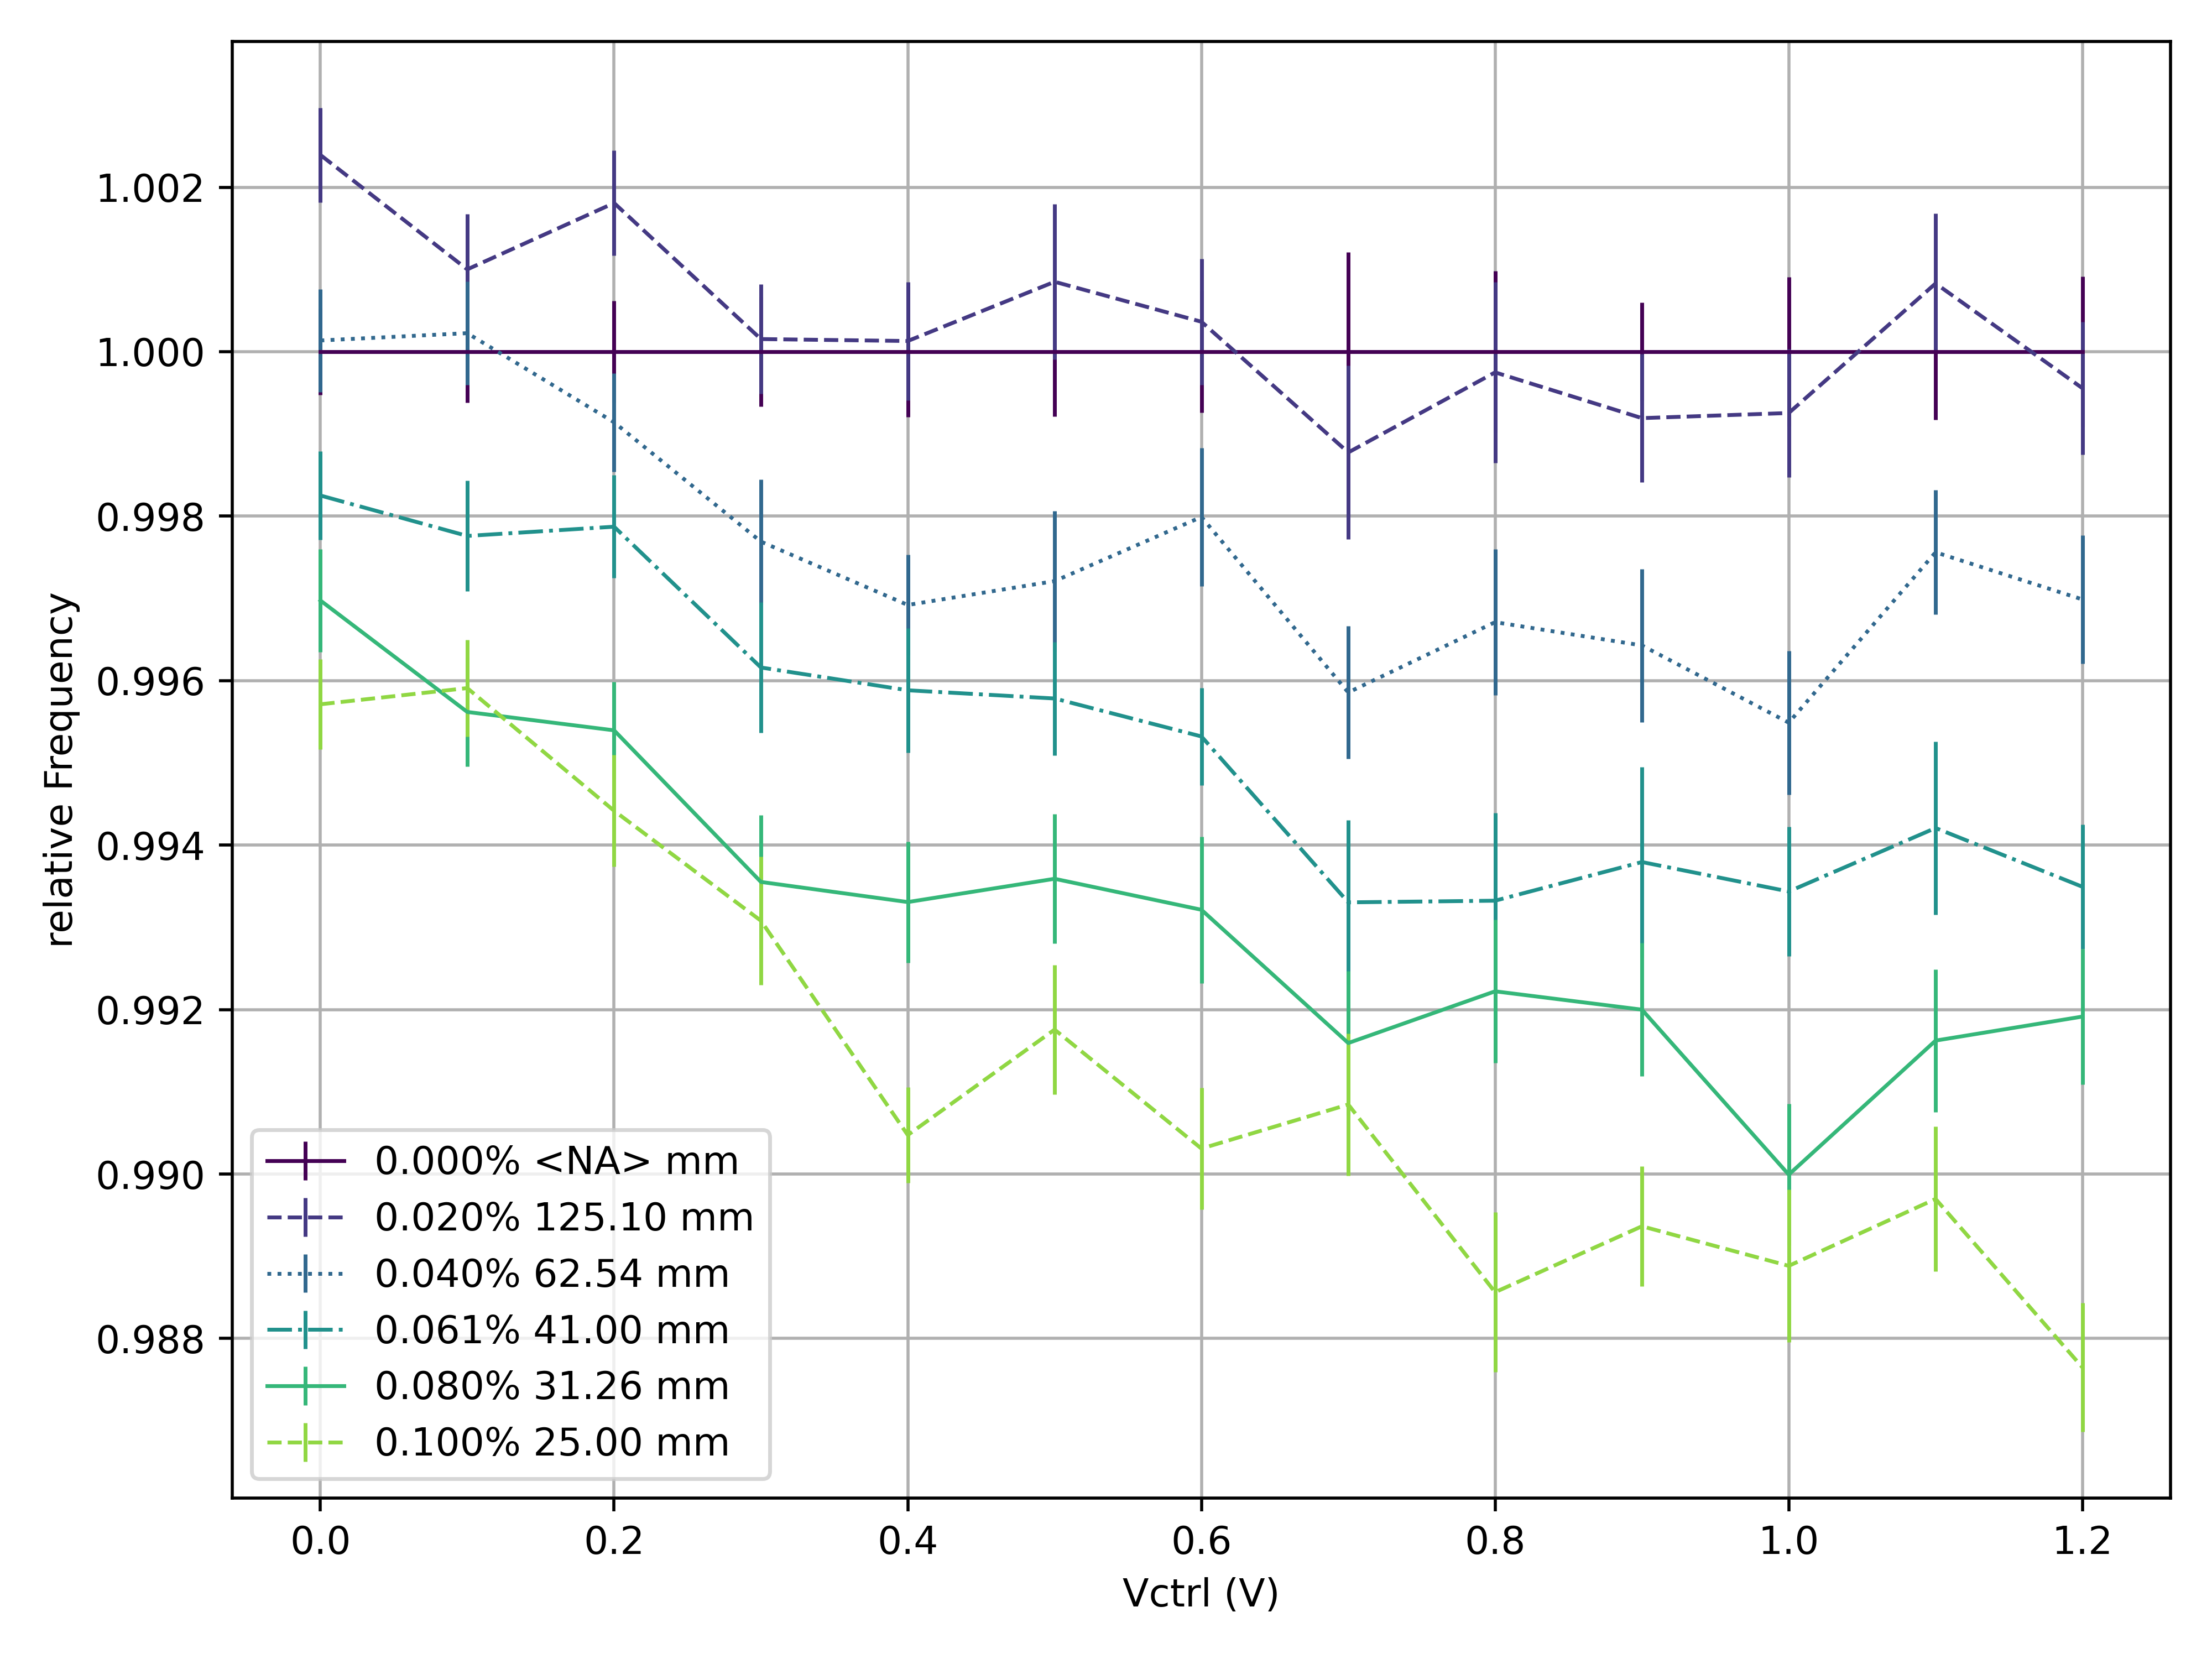 1.002
1.000
0.998
0.996
0.994
0.992
0.990
0.988
relative Frequency
0.000% <NA> mm
0.020% 125.10 mm
0.040% 62.54 mm
0.061% 41.00 mm
0.080% 31.26 mm
0.100% 25.00 mm
0.0 0.2 0.4 0.6 0.8 1.0 1.2
Vctrl (V)